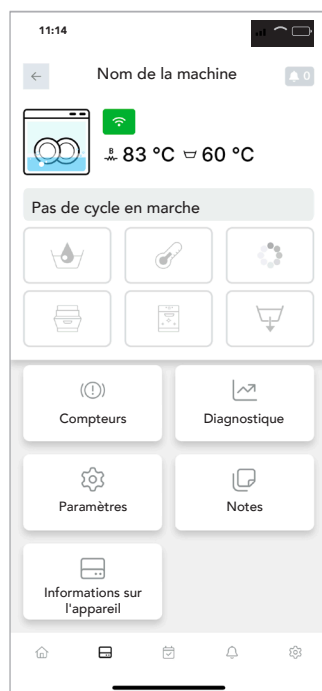 11:14
Nom de la machine
0
B
83 °C 60 °C
Pas de cycle en marche
Compteurs
Diagnostique
Paramètres
Notes
Informations sur
l'appareil